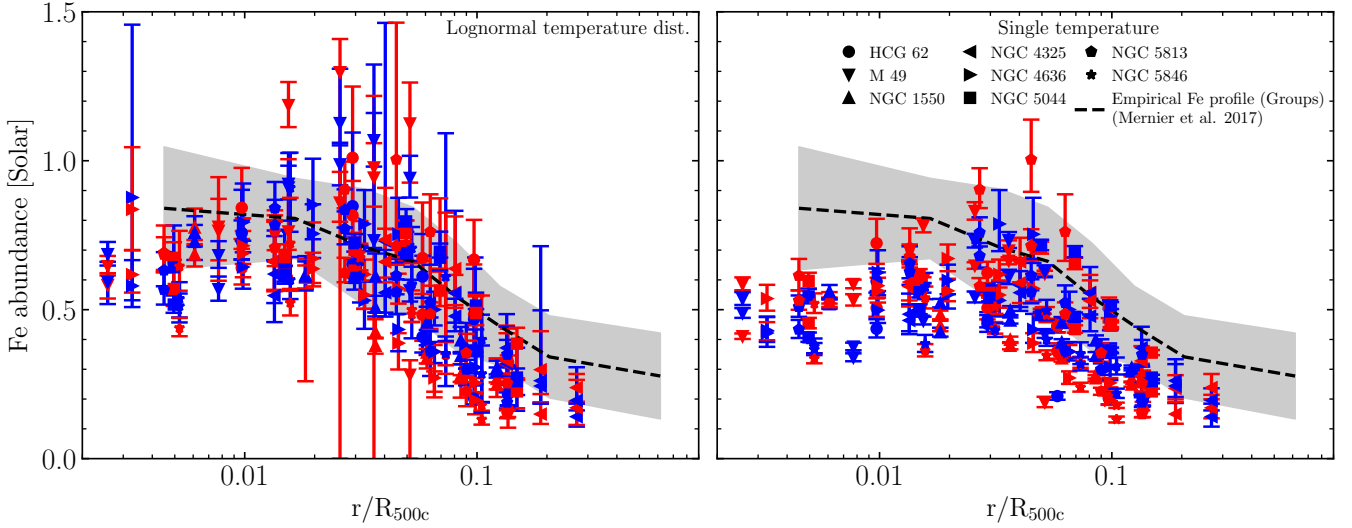 Lognormal temperature dist.
Single temperature
HCG 62
NGC 4325
NGC 5813
M 49
NGC 4636
NGC 5846
NGC 1550
NGC 5044
Empirical Fe profile (Groups)
(Mernier et al. 2017)
Fe abundance [Solar]
1.5
1.0
0.5
0.0
0.01
0.1
0.01
0.1
r/R500c
r/R500c